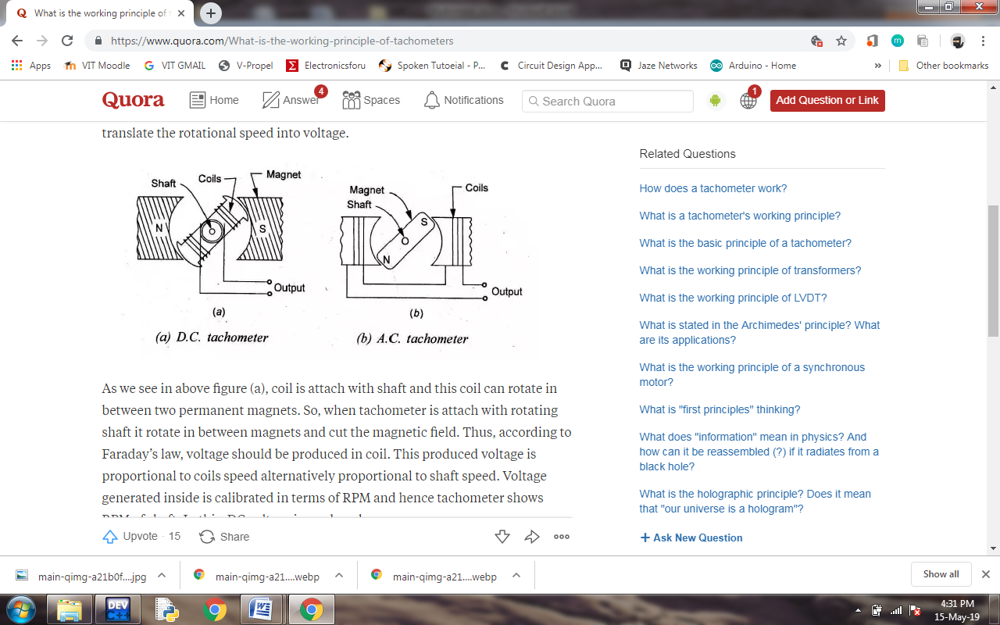 What is the working principle of
https://www.quora.com/What-is-the-working-principle-of-tachometers
Apps
VIT Moodle
VIT GMAIL
V-Propel
Electronicsforu
Spoken Tutoeial - P...
Circuit Design App...
Jaze Networks
Arduino - Home
»
Other bookmarks
Quora
Home
Answer
4
Spaces
Notifications
Search Quora
1
Add Question or Link
translate the rotational speed into voltage.
Shaft
Coils
Magnet
N
S
Output
(a)
(a) D.C. tachometer
Magnet
Shaft
Coils
S
N
Output
(b)
(b) A.C. tachometer
As we see in above figure (a), coil is attach with shaft and this coil can rotate in
between two permanent magnets. So, when tachometer is attach with rotating
shaft it rotate in between magnets and cut the magnetic field. Thus, according to
Faraday’s law, voltage should be produced in coil. This produced voltage is
proportional to coils speed alternatively proportional to shaft speed. Voltage
generated inside is calibrated in terms of RPM and hence tachometer shows
Upvote · 15
Share
Related Questions
How does a tachometer work?
What is a tachometer's working principle?
What is the basic principle of a tachometer?
What is the working principle of transformers?
What is the working principle of LVDT?
What is stated in the Archimedes' principle? What
are its applications?
What is the working principle of a synchronous
motor?
What is "first principles" thinking?
What does "information" mean in physics? And
how can it be reassembled (?) if it radiates from a
black hole?
What is the holographic principle? Does it mean
that "our universe is a hologram"?
+ Ask New Question
main-qimg-a21b0f....jpg
main-qimg-a21....webp
main-qimg-a21....webp
Show all
DEV
C++
4:31 PM
15-May-19